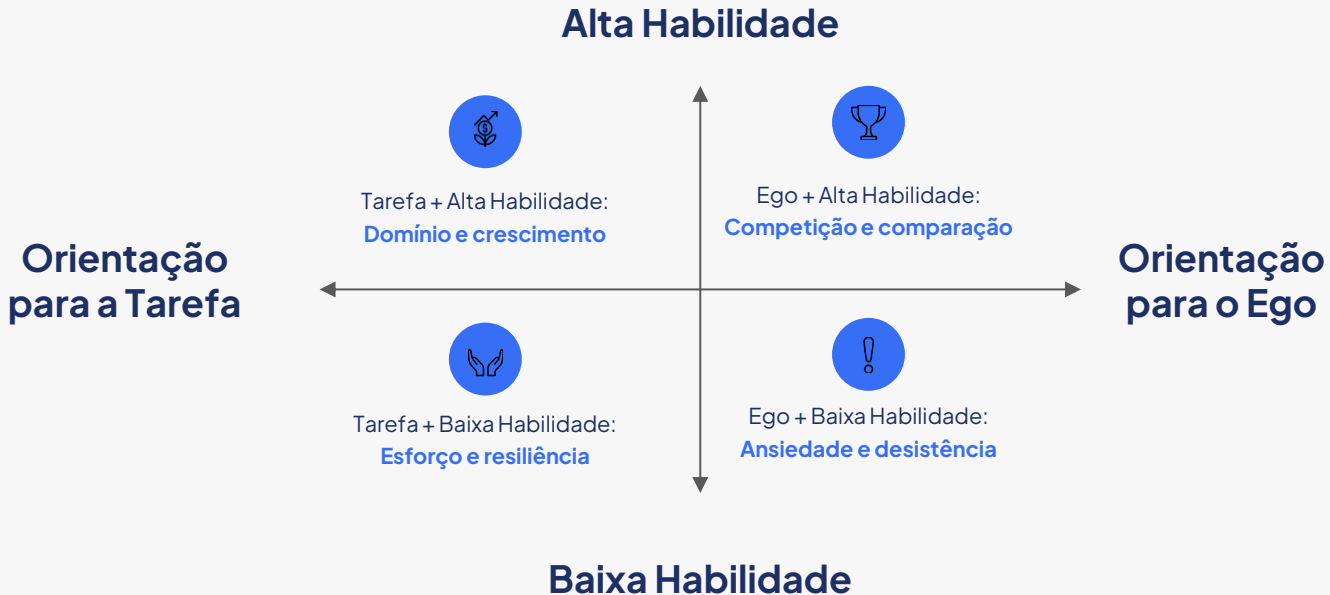 Alta Habilidade
Tarefa + Alta Habilidade:
Domínio e crescimento
Ego + Alta Habilidade:
Competição e comparação
Orientação
para a Tarefa
Orientação
para o Ego
Tarefa + Baixa Habilidade:
Esforço e resiliência
Ego + Baixa Habilidade:
Ansiedade e desistência
Baixa Habilidade